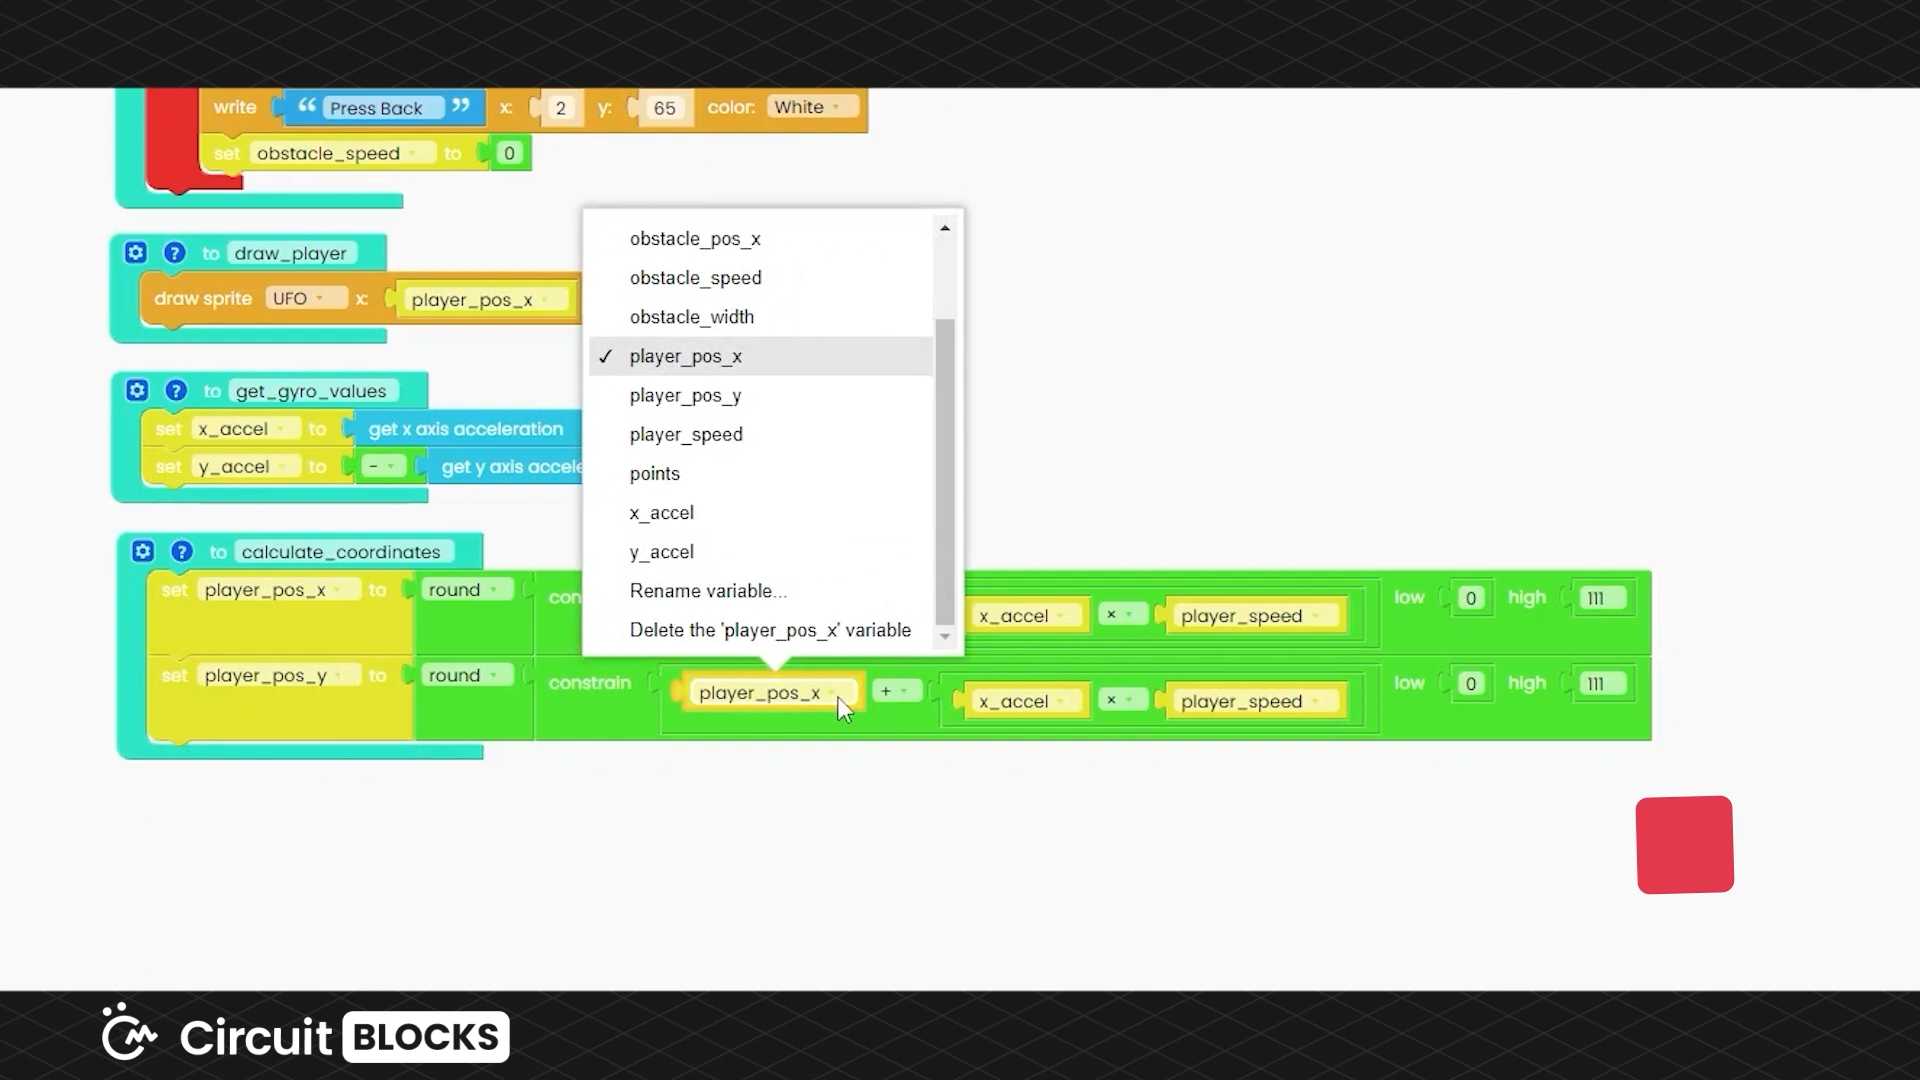 write “ Press Back ” x: 2 y: 65 color: White
set obstacle_speed to 0
? to draw_player
draw sprite UFO x: player_pos_x
? to get_gyro_values
set x_accel to get x axis acceleration
set y_accel to - get y axis accele
obstacle_pos_x
obstacle_speed
obstacle_width
✓ player_pos_x
player_pos_y
player_speed
points
x_accel
y_accel
Rename variable...
Delete the 'player_pos_x' variable
? to calculate_coordinates
set player_pos_x to round con x_accel × player_speed low 0 high 111
set player_pos_y to round constrain player_pos_x + x_accel × player_speed low 0 high 111
Circuit BLOCKS